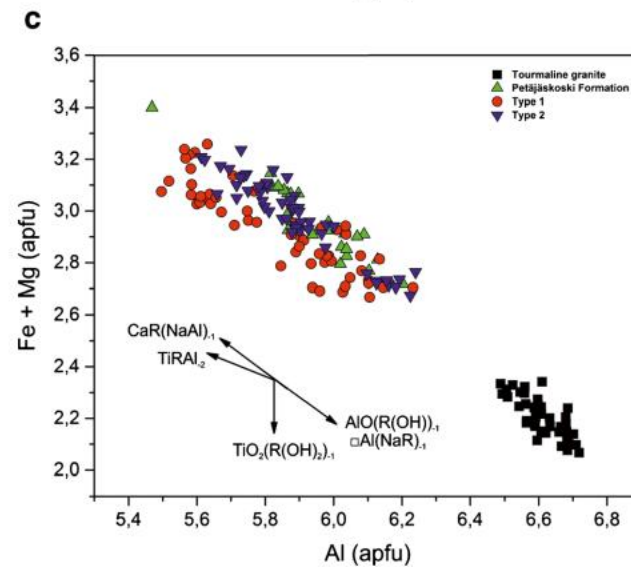 c
3,6
3,4
3,2
3,0
2,8
2,6
2,4
2,2
2,0
Fe + Mg (apfu)
Tourmaline granite
Petäjäskoski Formation
Type 1
Type 2
CaR(NaAl)-1
TiRAl-2
AlO(R(OH))-1
□Al(NaR)-1
TiO2(R(OH)2)-1
5,4
5,6
5,8
6,0
6,2
6,4
6,6
6,8
Al (apfu)